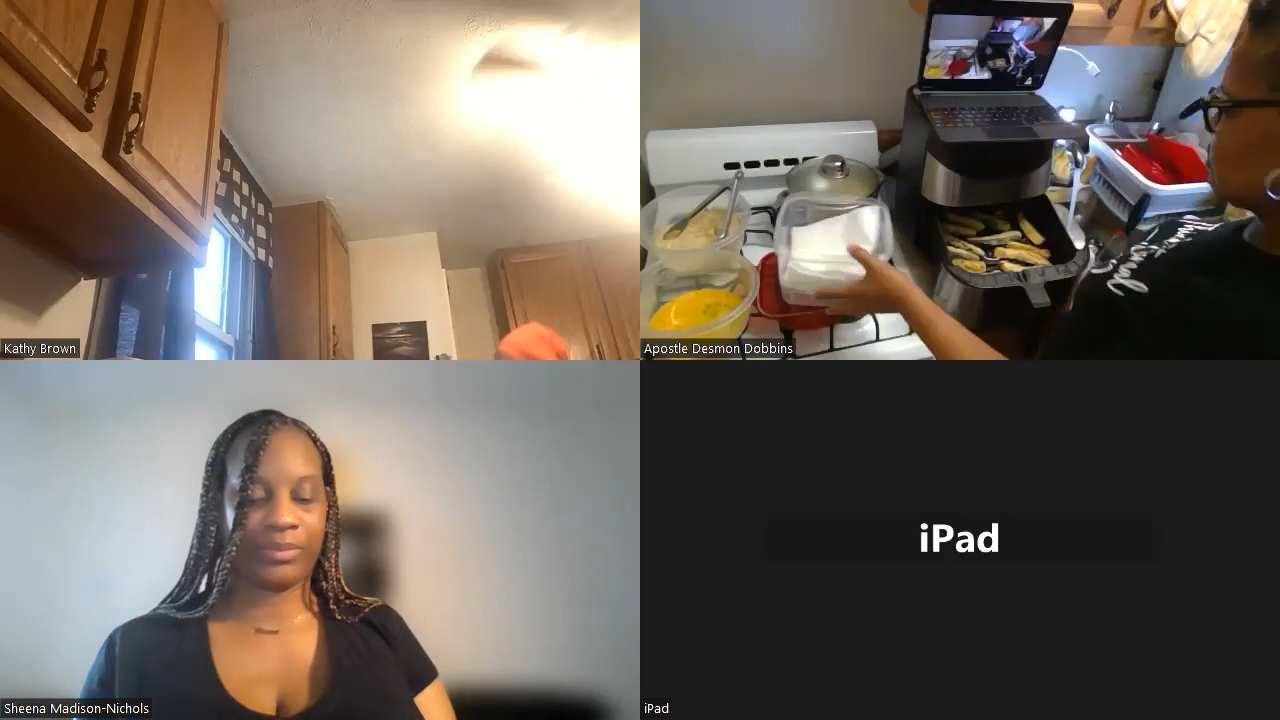 Kathy Brown
Apostle Desmon Dobbins
Sheena Madison-Nichols
iPad
iPad